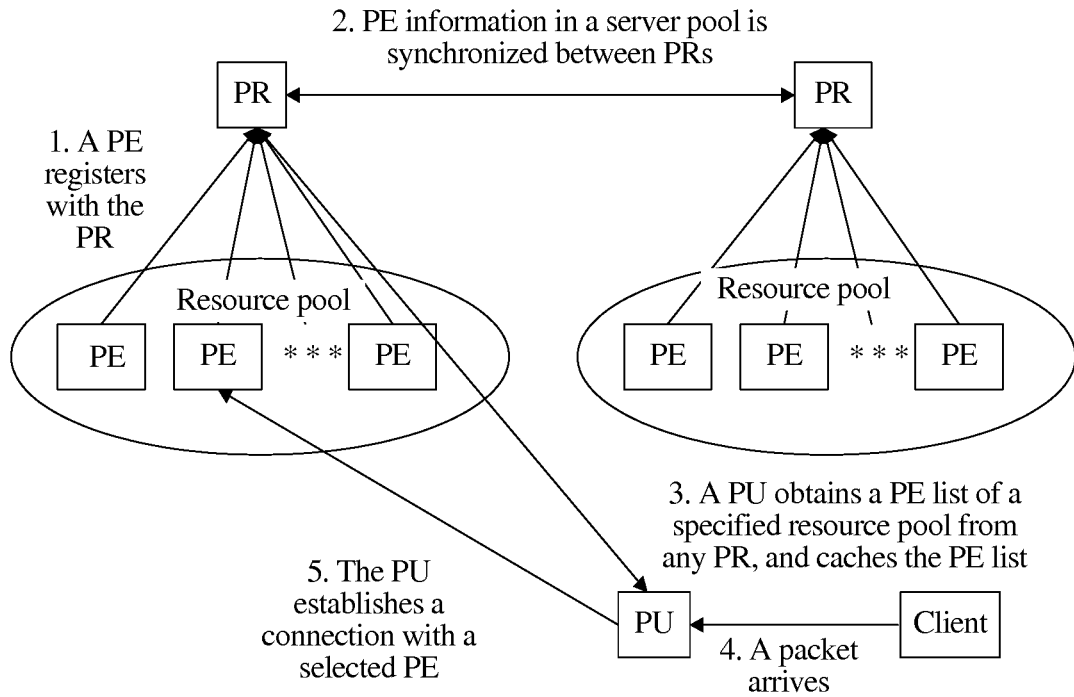 2. PE information in a server pool is
synchronized between PRs
PR
PR
1. A PE
registers
with the
PR
Resource pool
PE
PE
* * *
PE
Resource pool
PE
PE
* * *
PE
3. A PU obtains a PE list of a
specified resource pool from
any PR, and caches the PE list
5. The PU
establishes a
connection with a
selected PE
PU
Client
4. A packet
arrives